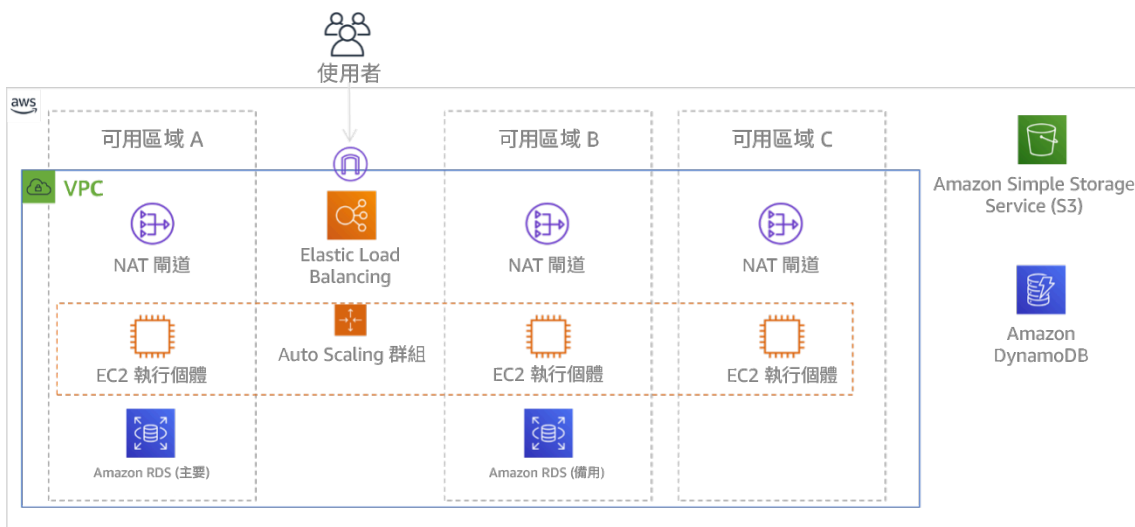 使用者
aws
可用區域 A
可用區域 B
可用區域 C
VPC
NAT 閘道
Elastic Load
Balancing
NAT 閘道
NAT 閘道
Auto Scaling 群組
EC2 執行個體
EC2 執行個體
EC2 執行個體
Amazon RDS (主要)
Amazon RDS (備用)
Amazon Simple Storage
Service (S3)
Amazon
DynamoDB